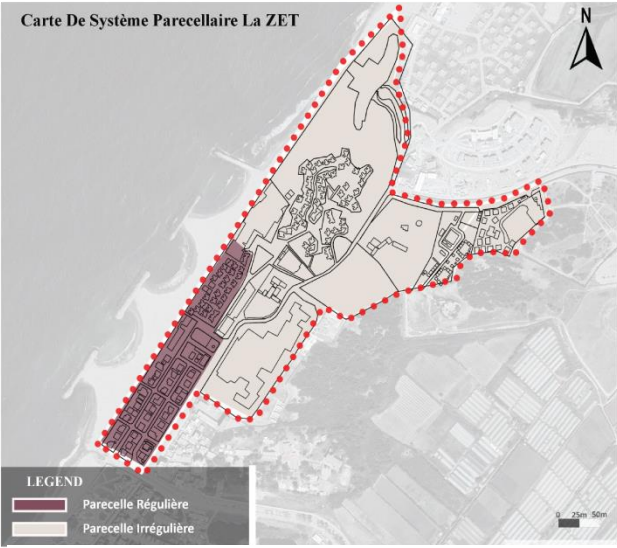 Carte De Système Parecellaire La ZET
N
LEGEND
Parecelle Régulière
Parecelle Irrégulière
0 25m 50m